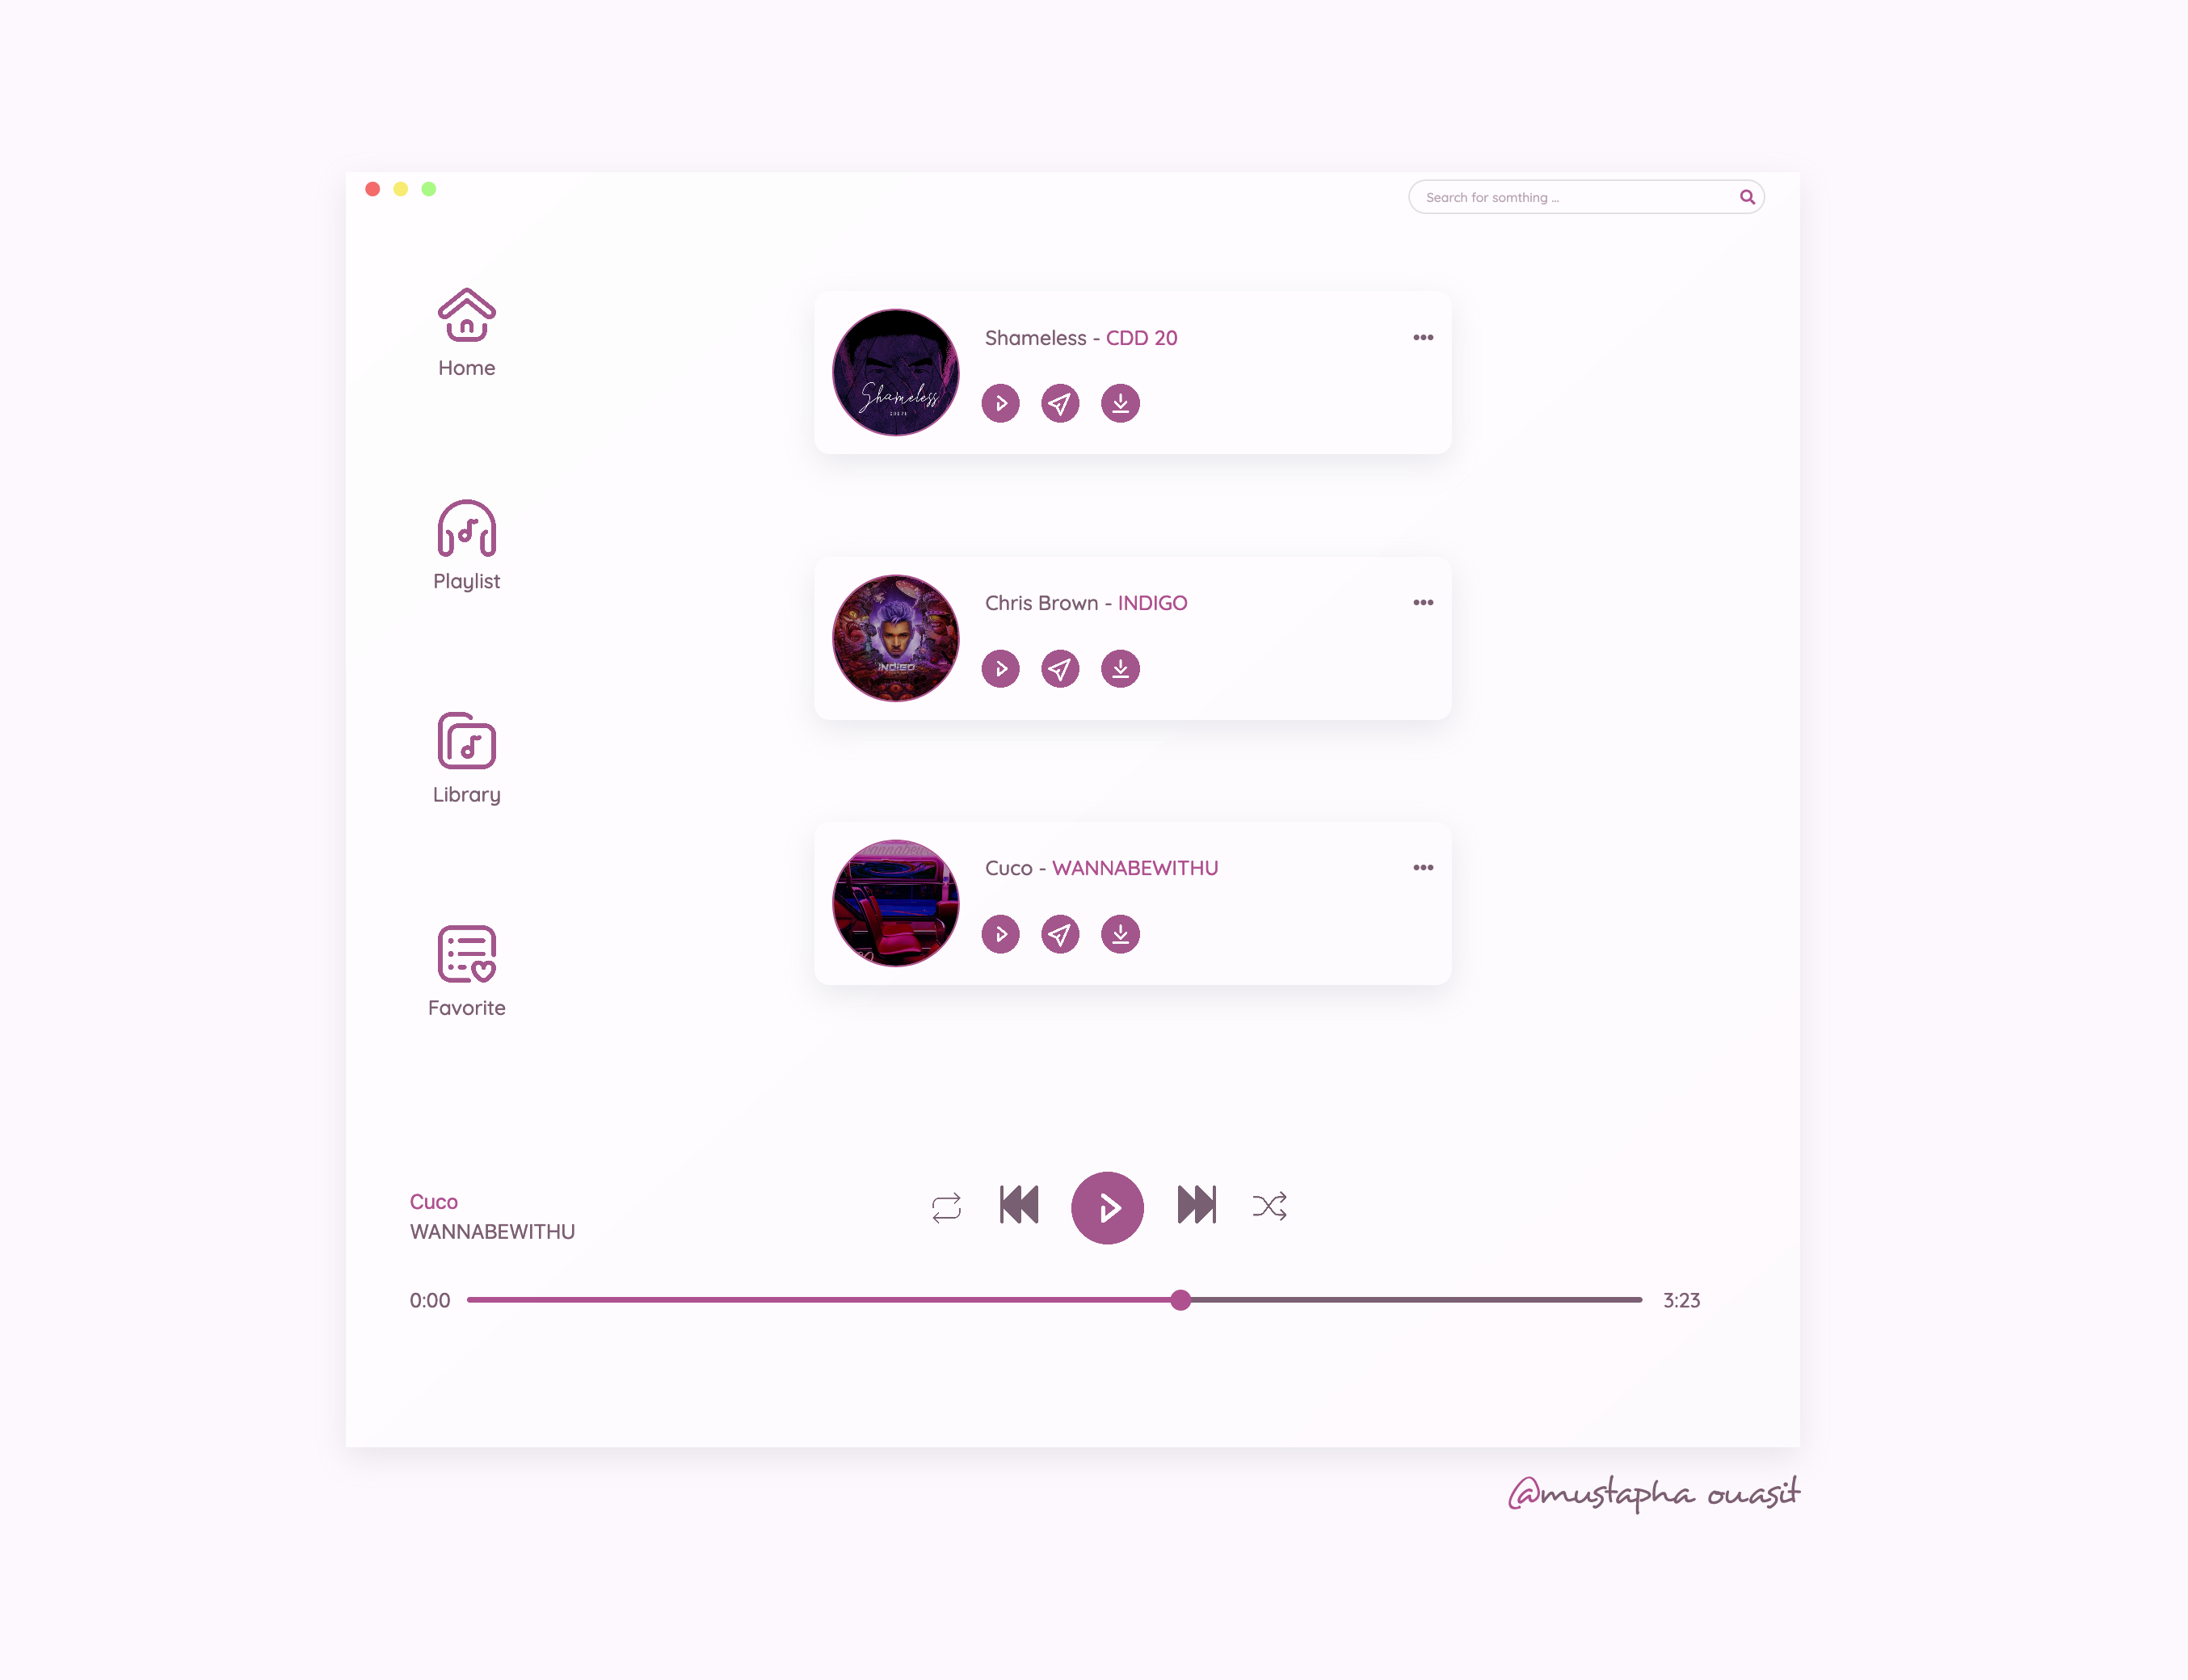 Search for somthing ...
Home
Shameless - CDD 20
Shameless
Playlist
Chris Brown - INDIGO
INDIGO
Library
Cuco - WANNABEWITHU
Favorite
Cuco
WANNABEWITHU
0:00
3:23
@mustapha ouasit